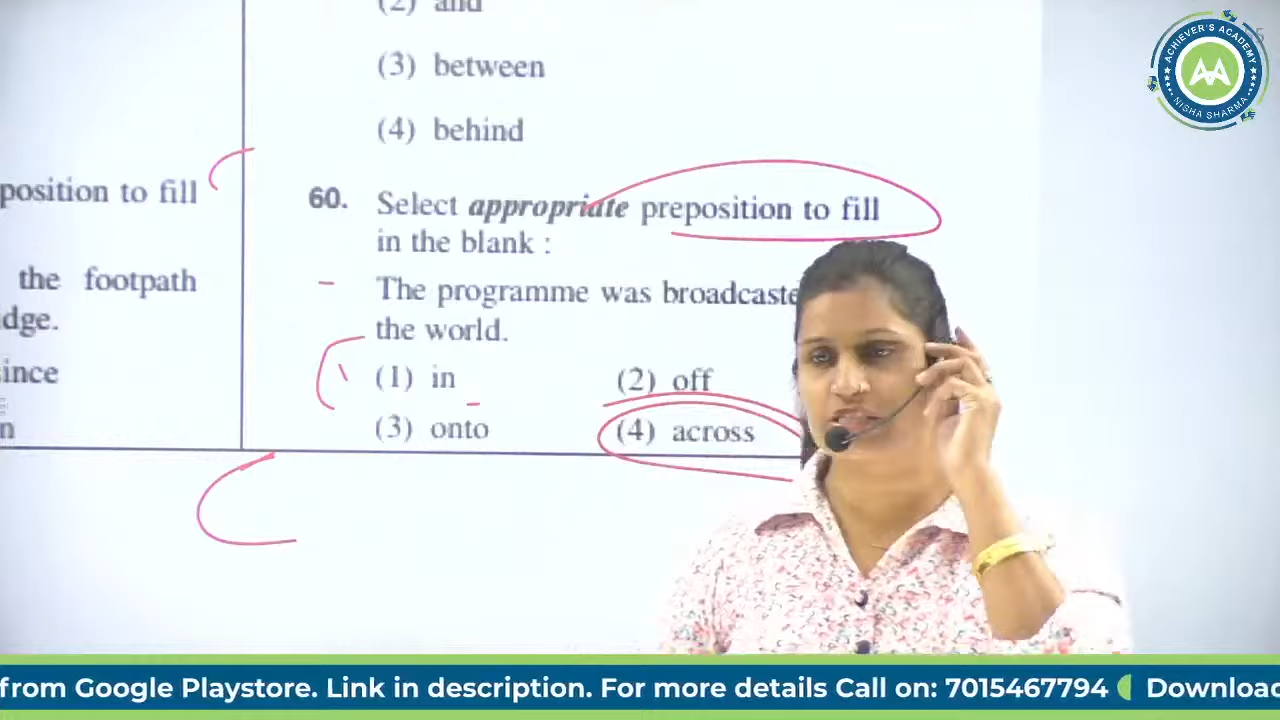 (2) and
(3) between
(4) behind
position to fill
the footpath
dge.
since
n
60. Select appropriate preposition to fill
in the blank :
The programme was broadcaste
the world.
(1) in (2) off
(3) onto (4) across
ACHIEVER'S ACADEMY
AA
NISHA SHARMA
from Google Playstore. Link in description. For more details Call on: 7015467794 Download